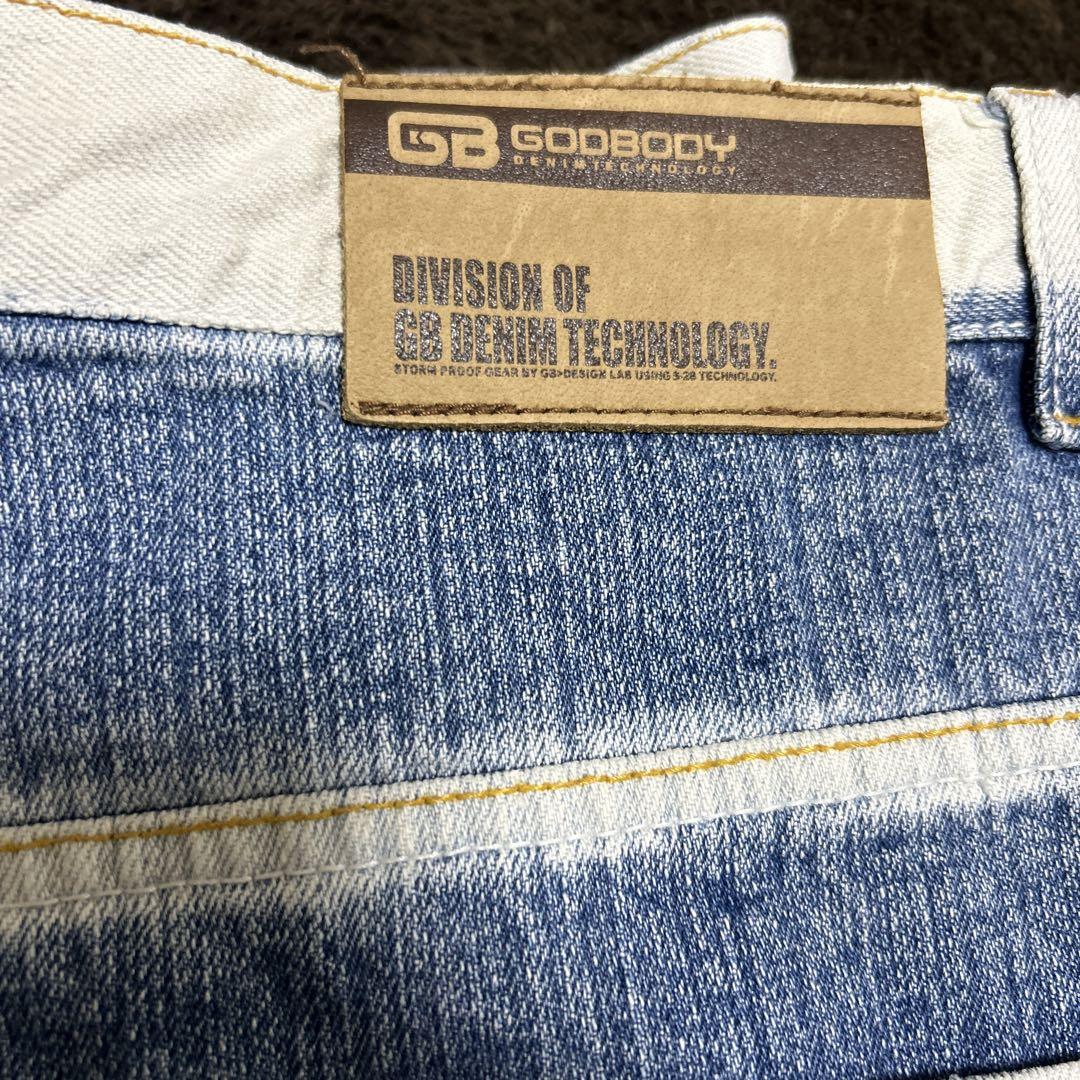 GB GODBODY
DENIM TECHNOLOGY
DIVISION OF
GB DENIM TECHNOLOGY.
STORM PROOF GEAR BY GB>DESIGN LAB USING S-28 TECHNOLOGY.